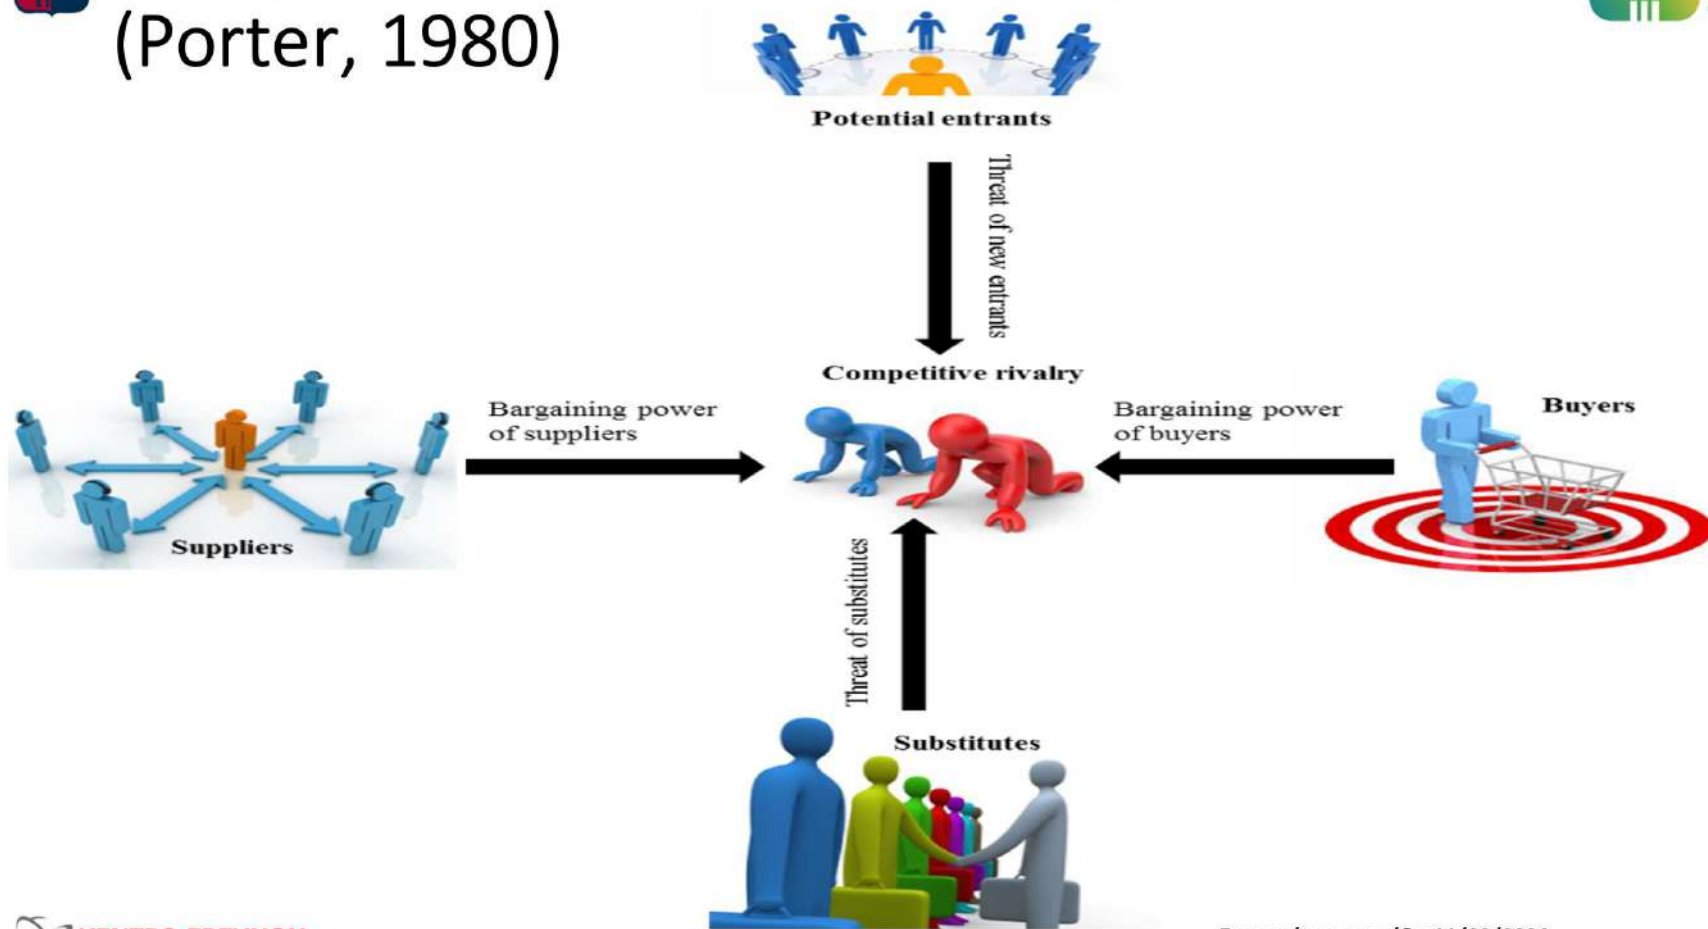 (Porter, 1980)
Potential entrants
Threat of new entrants
Competitive rivalry
Bargaining power
of suppliers
Bargaining power
of buyers
Buyers
Suppliers
Threat of substitutes
Substitutes